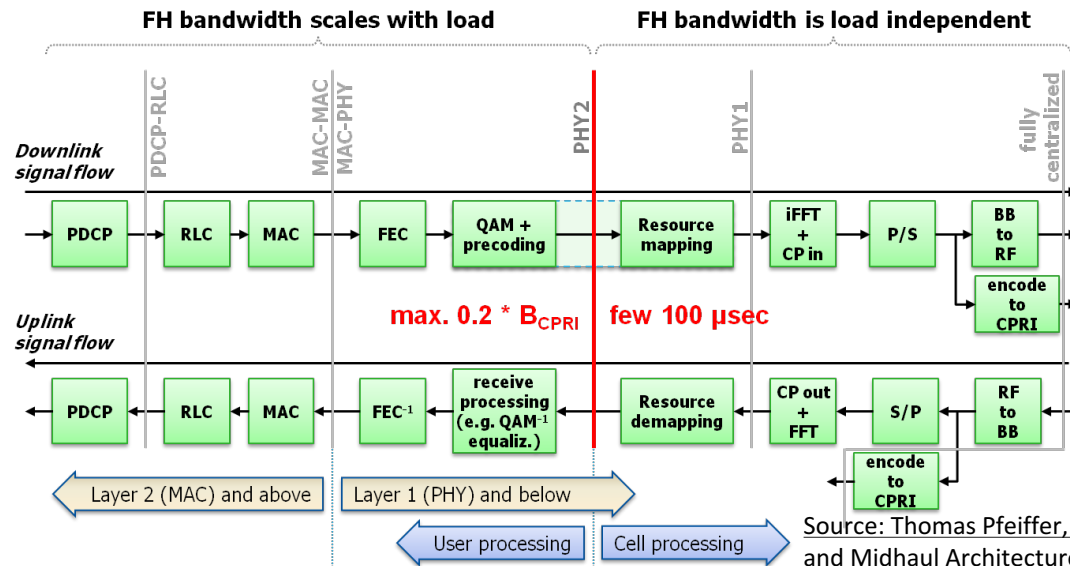 FH bandwidth scales with load
FH bandwidth is load independent
PDCP-RLC
MAC-MAC
MAC-PHY
PHY2
PHY1
fully
centralized
Downlink
signal flow
PDCP
RLC
MAC
FEC
QAM +
precoding
Resource
mapping
iFFT
+
CP in
P/S
BB
to
RF
encode
to
CPRI
max. 0.2 * B_CPRI
few 100 μsec
Uplink
signal flow
PDCP
RLC
MAC
FEC⁻¹
receive
processing
(e.g. QAM⁻¹
equaliz.)
Resource
demapping
CP out
+
FFT
S/P
RF
to
BB
encode
to
CPRI
Layer 2 (MAC) and above
Layer 1 (PHY) and below
User processing
Cell processing
Source: Thomas Pfeiffer,
and Midhaul Architecture